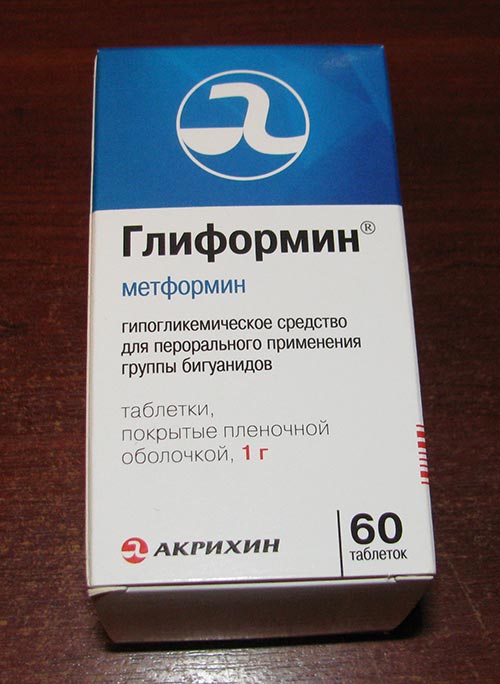 Глиформин®
метформин
гипогликемическое средство
для перорального применения
группы бигуанидов
таблетки,
покрытые пленочной
оболочкой, 1 г
АКРИХИН
60
таблеток